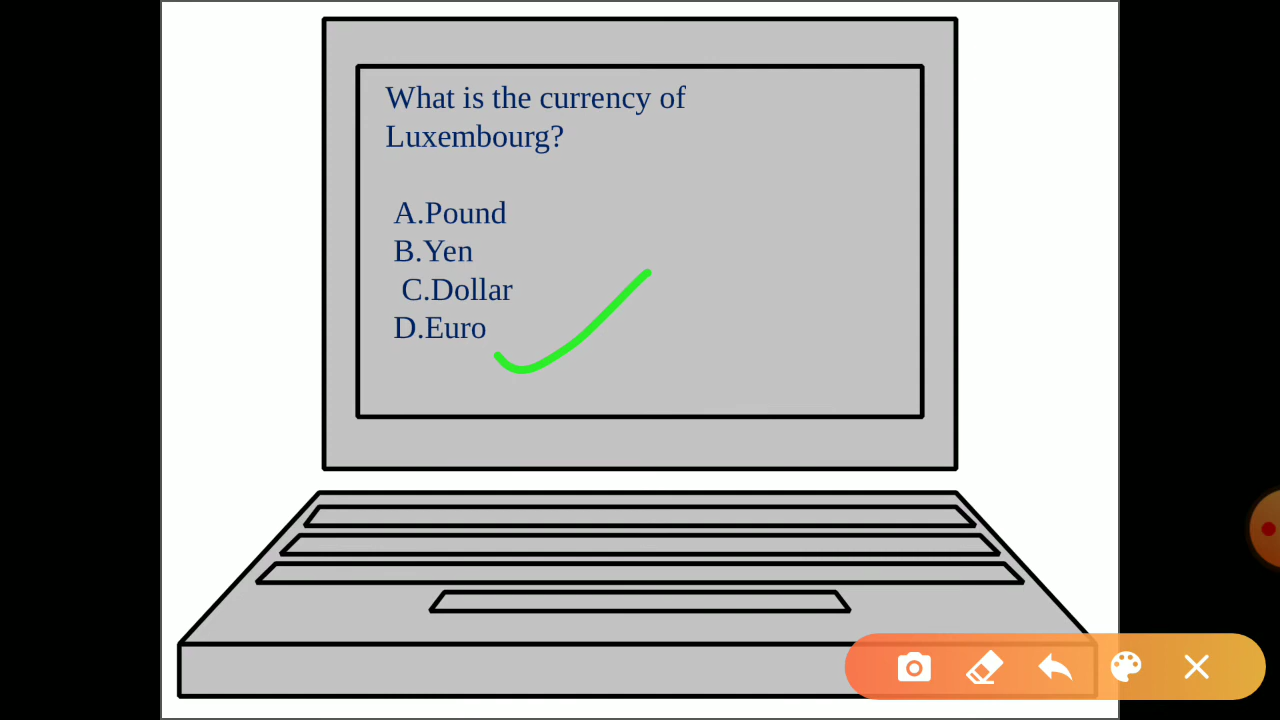 What is the currency of
Luxembourg?
A.Pound
B.Yen
C.Dollar
D.Euro